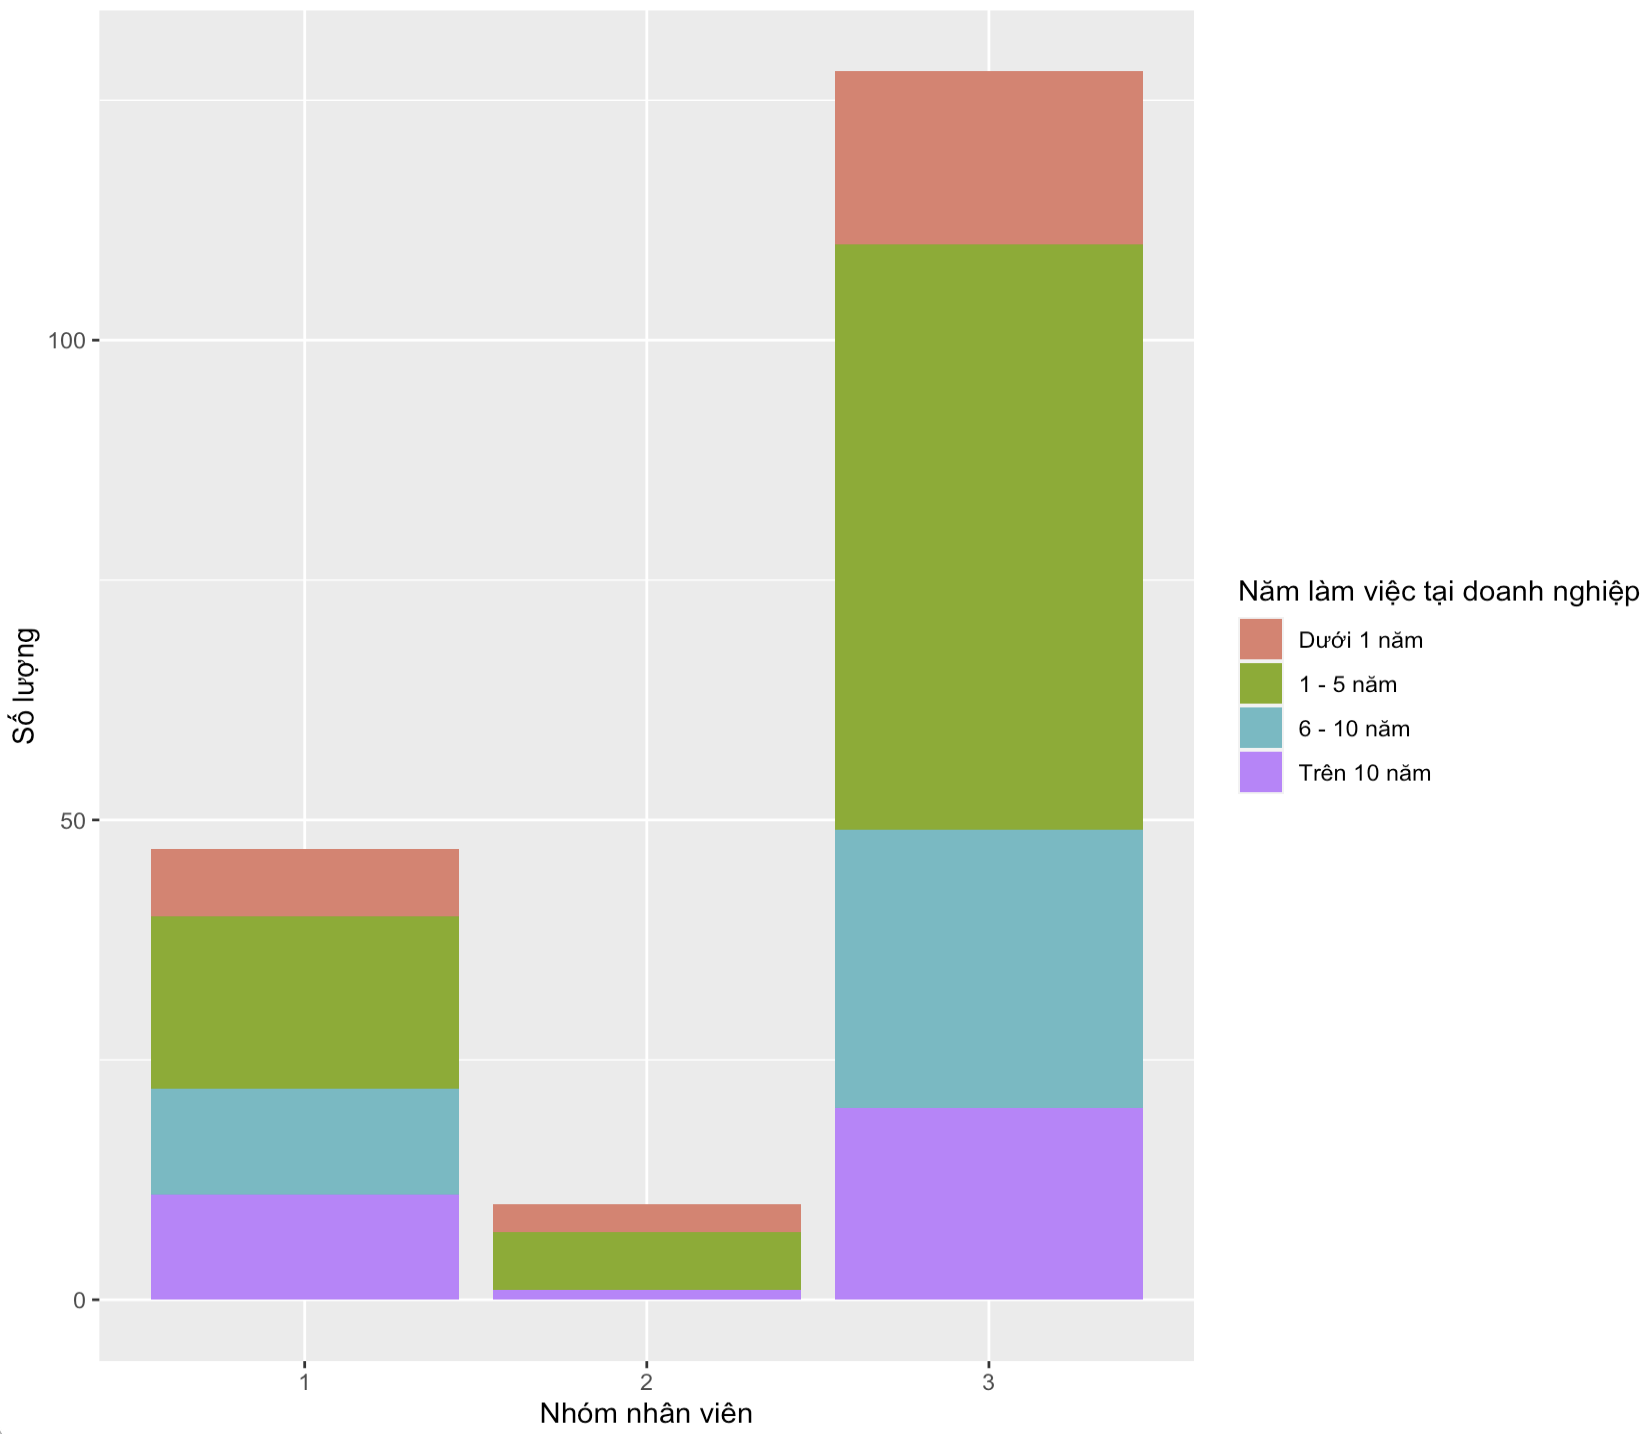 100
50
0
Số lượng
1
2
3
Nhóm nhân viên
Năm làm việc tại doanh nghiệp
Dưới 1 năm
1 - 5 năm
6 - 10 năm
Trên 10 năm